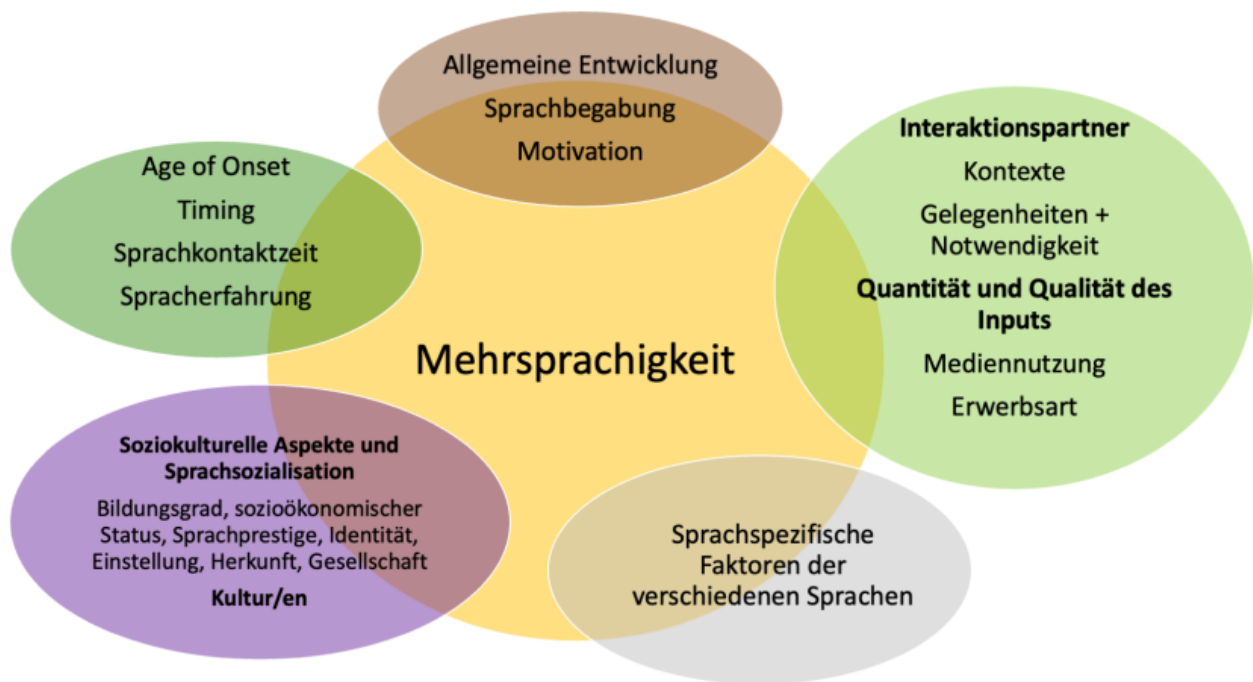 Allgemeine Entwicklung
Sprachbegabung
Motivation
Age of Onset
Timing
Sprachkontaktzeit
Spracherfahrung
Interaktionspartner
Kontexte
Gelegenheiten +
Notwendigkeit
Quantität und Qualität des
Inputs
Mediennutzung
Erwerbsart
Mehrsprachigkeit
Soziokulturelle Aspekte und
Sprachsozialisation
Bildungsgrad, sozioökonomischer
Status, Sprachprestige, Identität,
Einstellung, Herkunft, Gesellschaft
Kultur/en
Sprachspezifische
Faktoren der
verschiedenen Sprachen